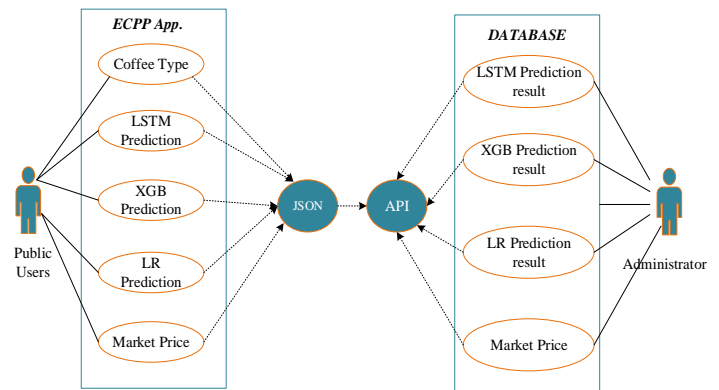 ECPP App.
Coffee Type
LSTM
Prediction
XGB
Prediction
LR
Prediction
Market Price
Public
Users
JSON
API
DATABASE
LSTM Prediction
result
XGB Prediction
result
LR Prediction
result
Market Price
Administrator